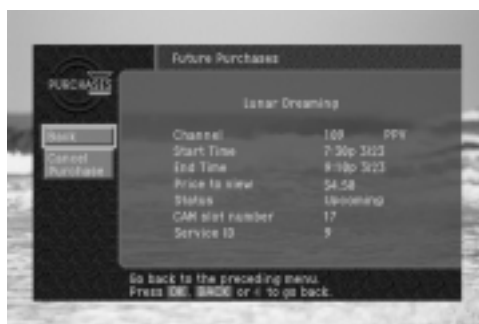 Future Purchases
PURCHASES
Lunar Dreaming
Back
Cancel
Purchase
Channel 109 PPV
Start Time 7:30p 3/23
End Time 9:10p 3/23
Price to view $4.50
Status Upcoming
CAM slot number 17
Service ID 9
Go back to the preceding menu.
Press OK, BACK or < to go back.